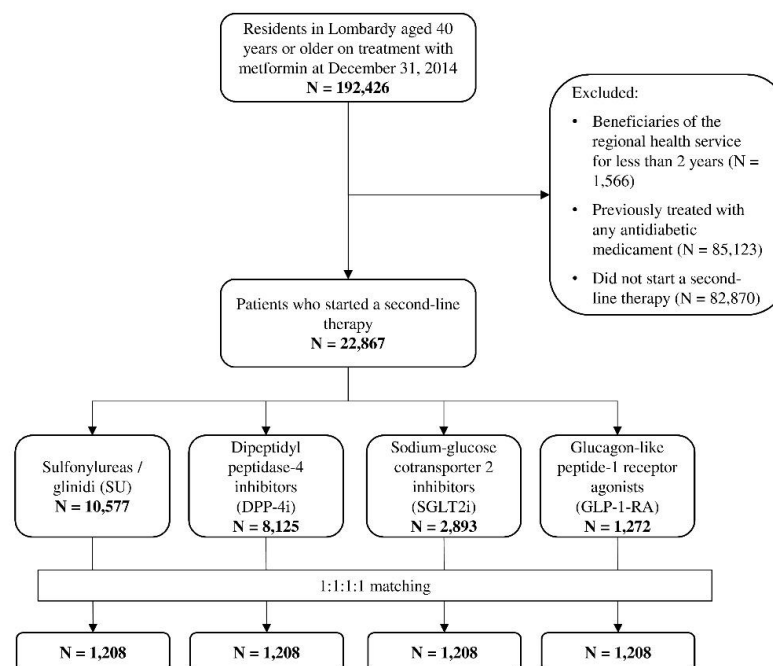 Residents in Lombardy aged 40
years or older on treatment with
metformin at December 31, 2014
N = 192,426
Excluded:
• Beneficiaries of the
regional health service
for less than 2 years (N =
1,566)
• Previously treated with
any antidiabetic
medicament (N = 85,123)
• Did not start a second-
line therapy (N = 82,870)
Patients who started a second-line
therapy
N = 22,867
Sulfonylureas /
glinidi (SU)
N = 10,577
Dipeptidyl
peptidase-4
inhibitors
(DPP-4i)
N = 8,125
Sodium-glucose
cotransporter 2
inhibitors
(SGLT2i)
N = 2,893
Glucagon-like
peptide-1 receptor
agonists
(GLP-1-RA)
N = 1,272
1:1:1:1 matching
N = 1,208
N = 1,208
N = 1,208
N = 1,208